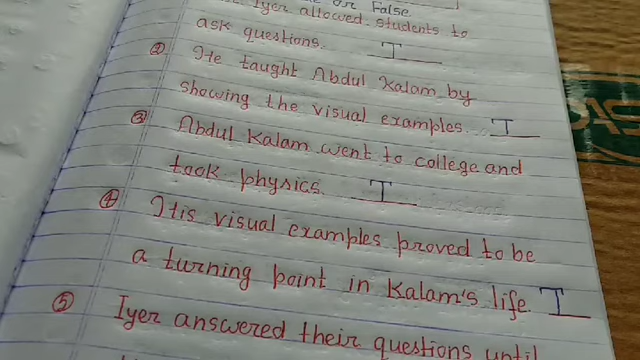 or False
Iyer allowed students to
ask questions. T
② He taught Abdul Kalam by
showing the visual examples. T
③ Abdul Kalam went to college and
took physics. T
④ His visual examples proved to be
a turning point in Kalam's life T
⑤ Iyer answered their questions until